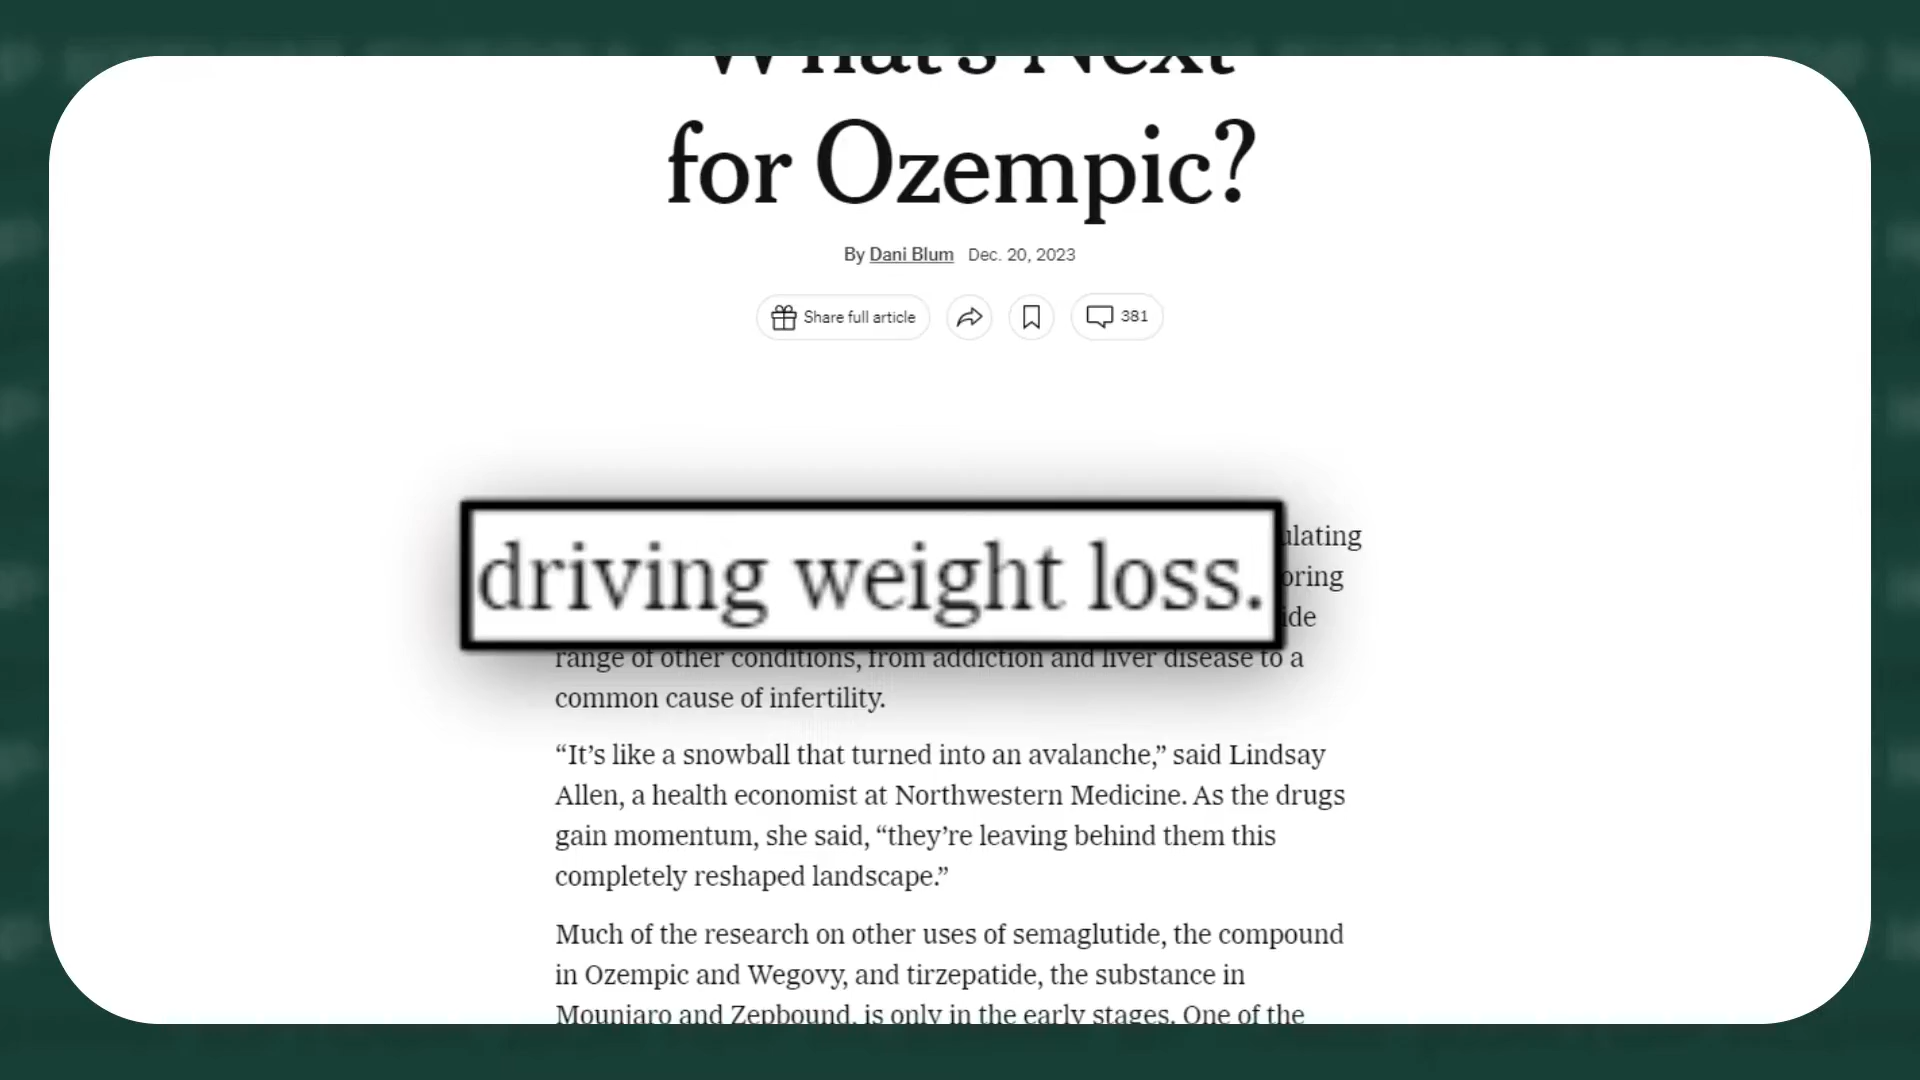 What's Next
for Ozempic?
By Dani Blum Dec. 20, 2023
Share full article
381
driving weight loss.
range of other conditions, from addiction and liver disease to a
common cause of infertility.
“It’s like a snowball that turned into an avalanche,” said Lindsay
Allen, a health economist at Northwestern Medicine. As the drugs
gain momentum, she said, “they’re leaving behind them this
completely reshaped landscape.”
Much of the research on other uses of semaglutide, the compound
in Ozempic and Wegovy, and tirzepatide, the substance in
Mounjaro and Zepbound, is only in the early stages. One of the